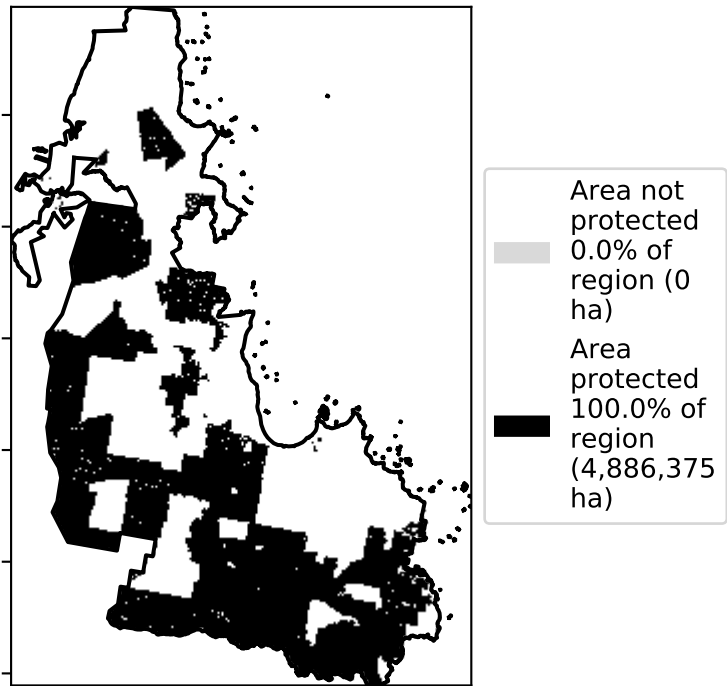 Area not
protected
0.0% of
region (0
ha)
Area
protected
100.0% of
region
(4,886,375
ha)